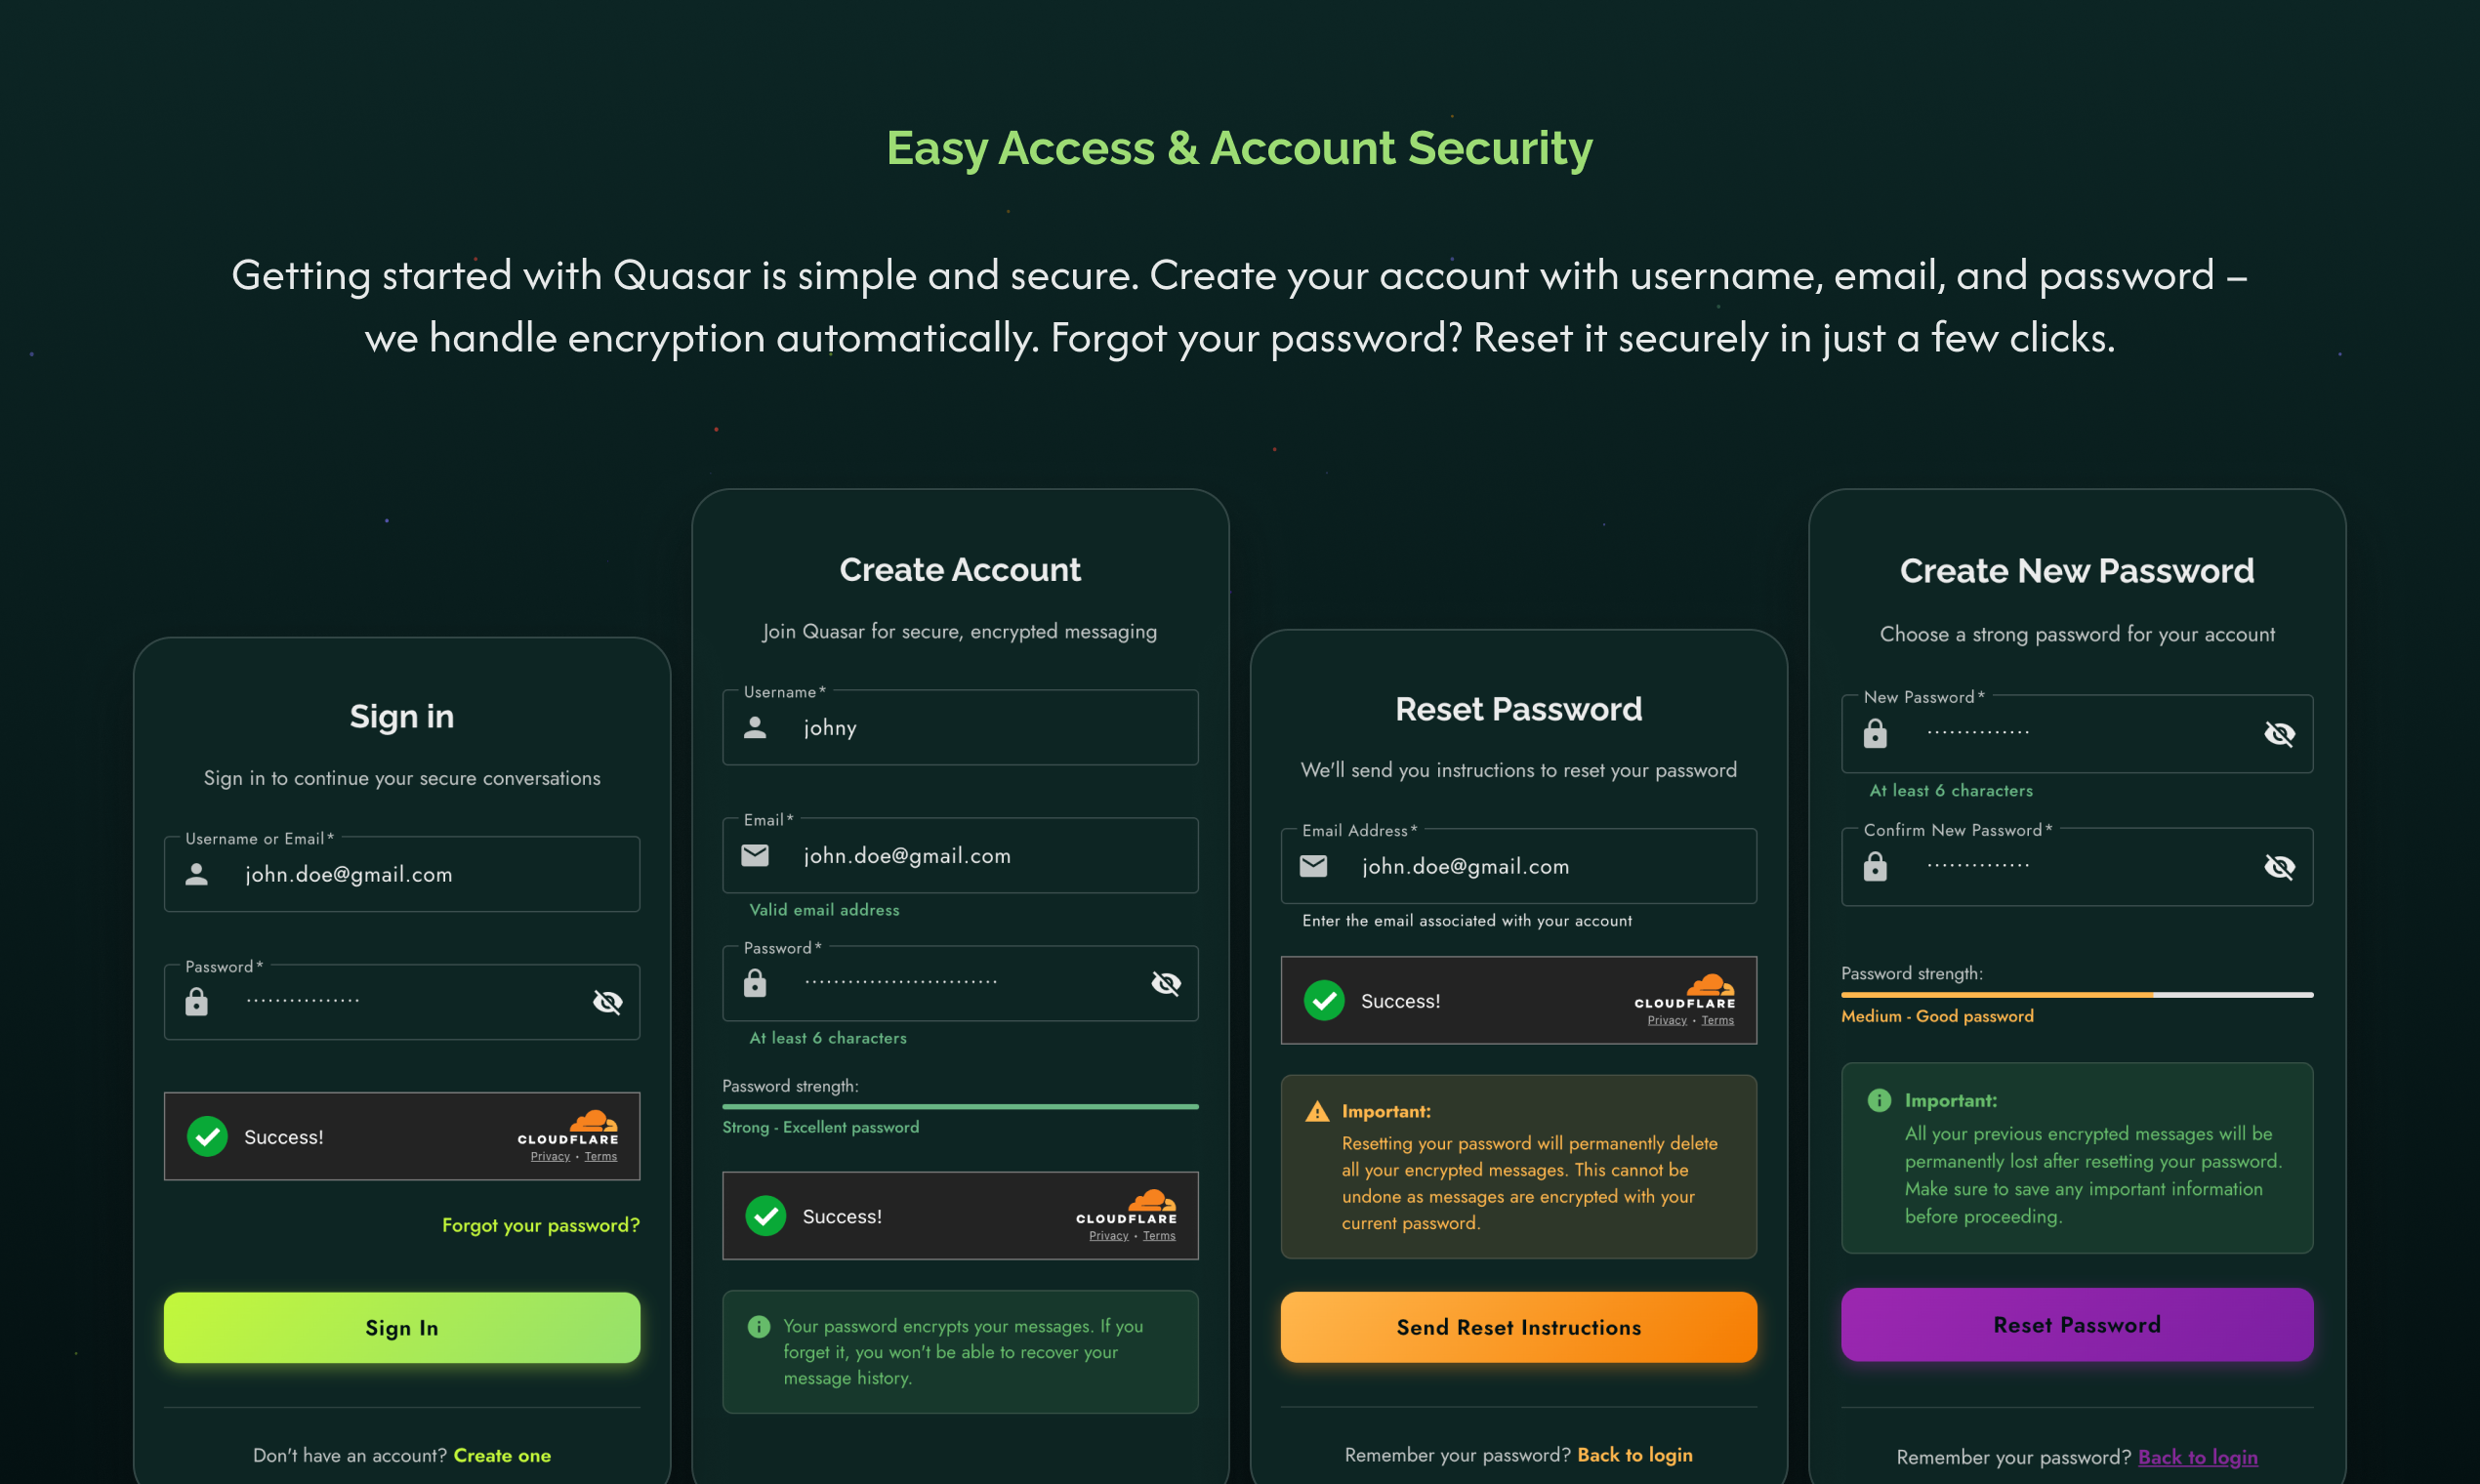 Easy Access & Account Security
Getting started with Quasar is simple and secure. Create your account with username, email, and password –
we handle encryption automatically. Forgot your password? Reset it securely in just a few clicks.
Sign in
Sign in to continue your secure conversations
Username or Email*
john.doe@gmail.com
Password*
Success!
CLOUDFLARE
Privacy • Terms
Forgot your password?
Sign In
Don't have an account? Create one
Create Account
Join Quasar for secure, encrypted messaging
Username*
johny
Email*
john.doe@gmail.com
Valid email address
Password*
At least 6 characters
Password strength:
Strong - Excellent password
Success!
CLOUDFLARE
Privacy • Terms
Your password encrypts your messages. If you
forget it, you won't be able to recover your
message history.
Reset Password
We'll send you instructions to reset your password
Email Address*
john.doe@gmail.com
Enter the email associated with your account
Success!
CLOUDFLARE
Privacy • Terms
Important:
Resetting your password will permanently delete
all your encrypted messages. This cannot be
undone as messages are encrypted with your
current password.
Send Reset Instructions
Remember your password? Back to login
Create New Password
Choose a strong password for your account
New Password*
At least 6 characters
Confirm New Password*
Password strength:
Medium - Good password
Important:
All your previous encrypted messages will be
permanently lost after resetting your password.
Make sure to save any important information
before proceeding.
Reset Password
Remember your password? Back to login